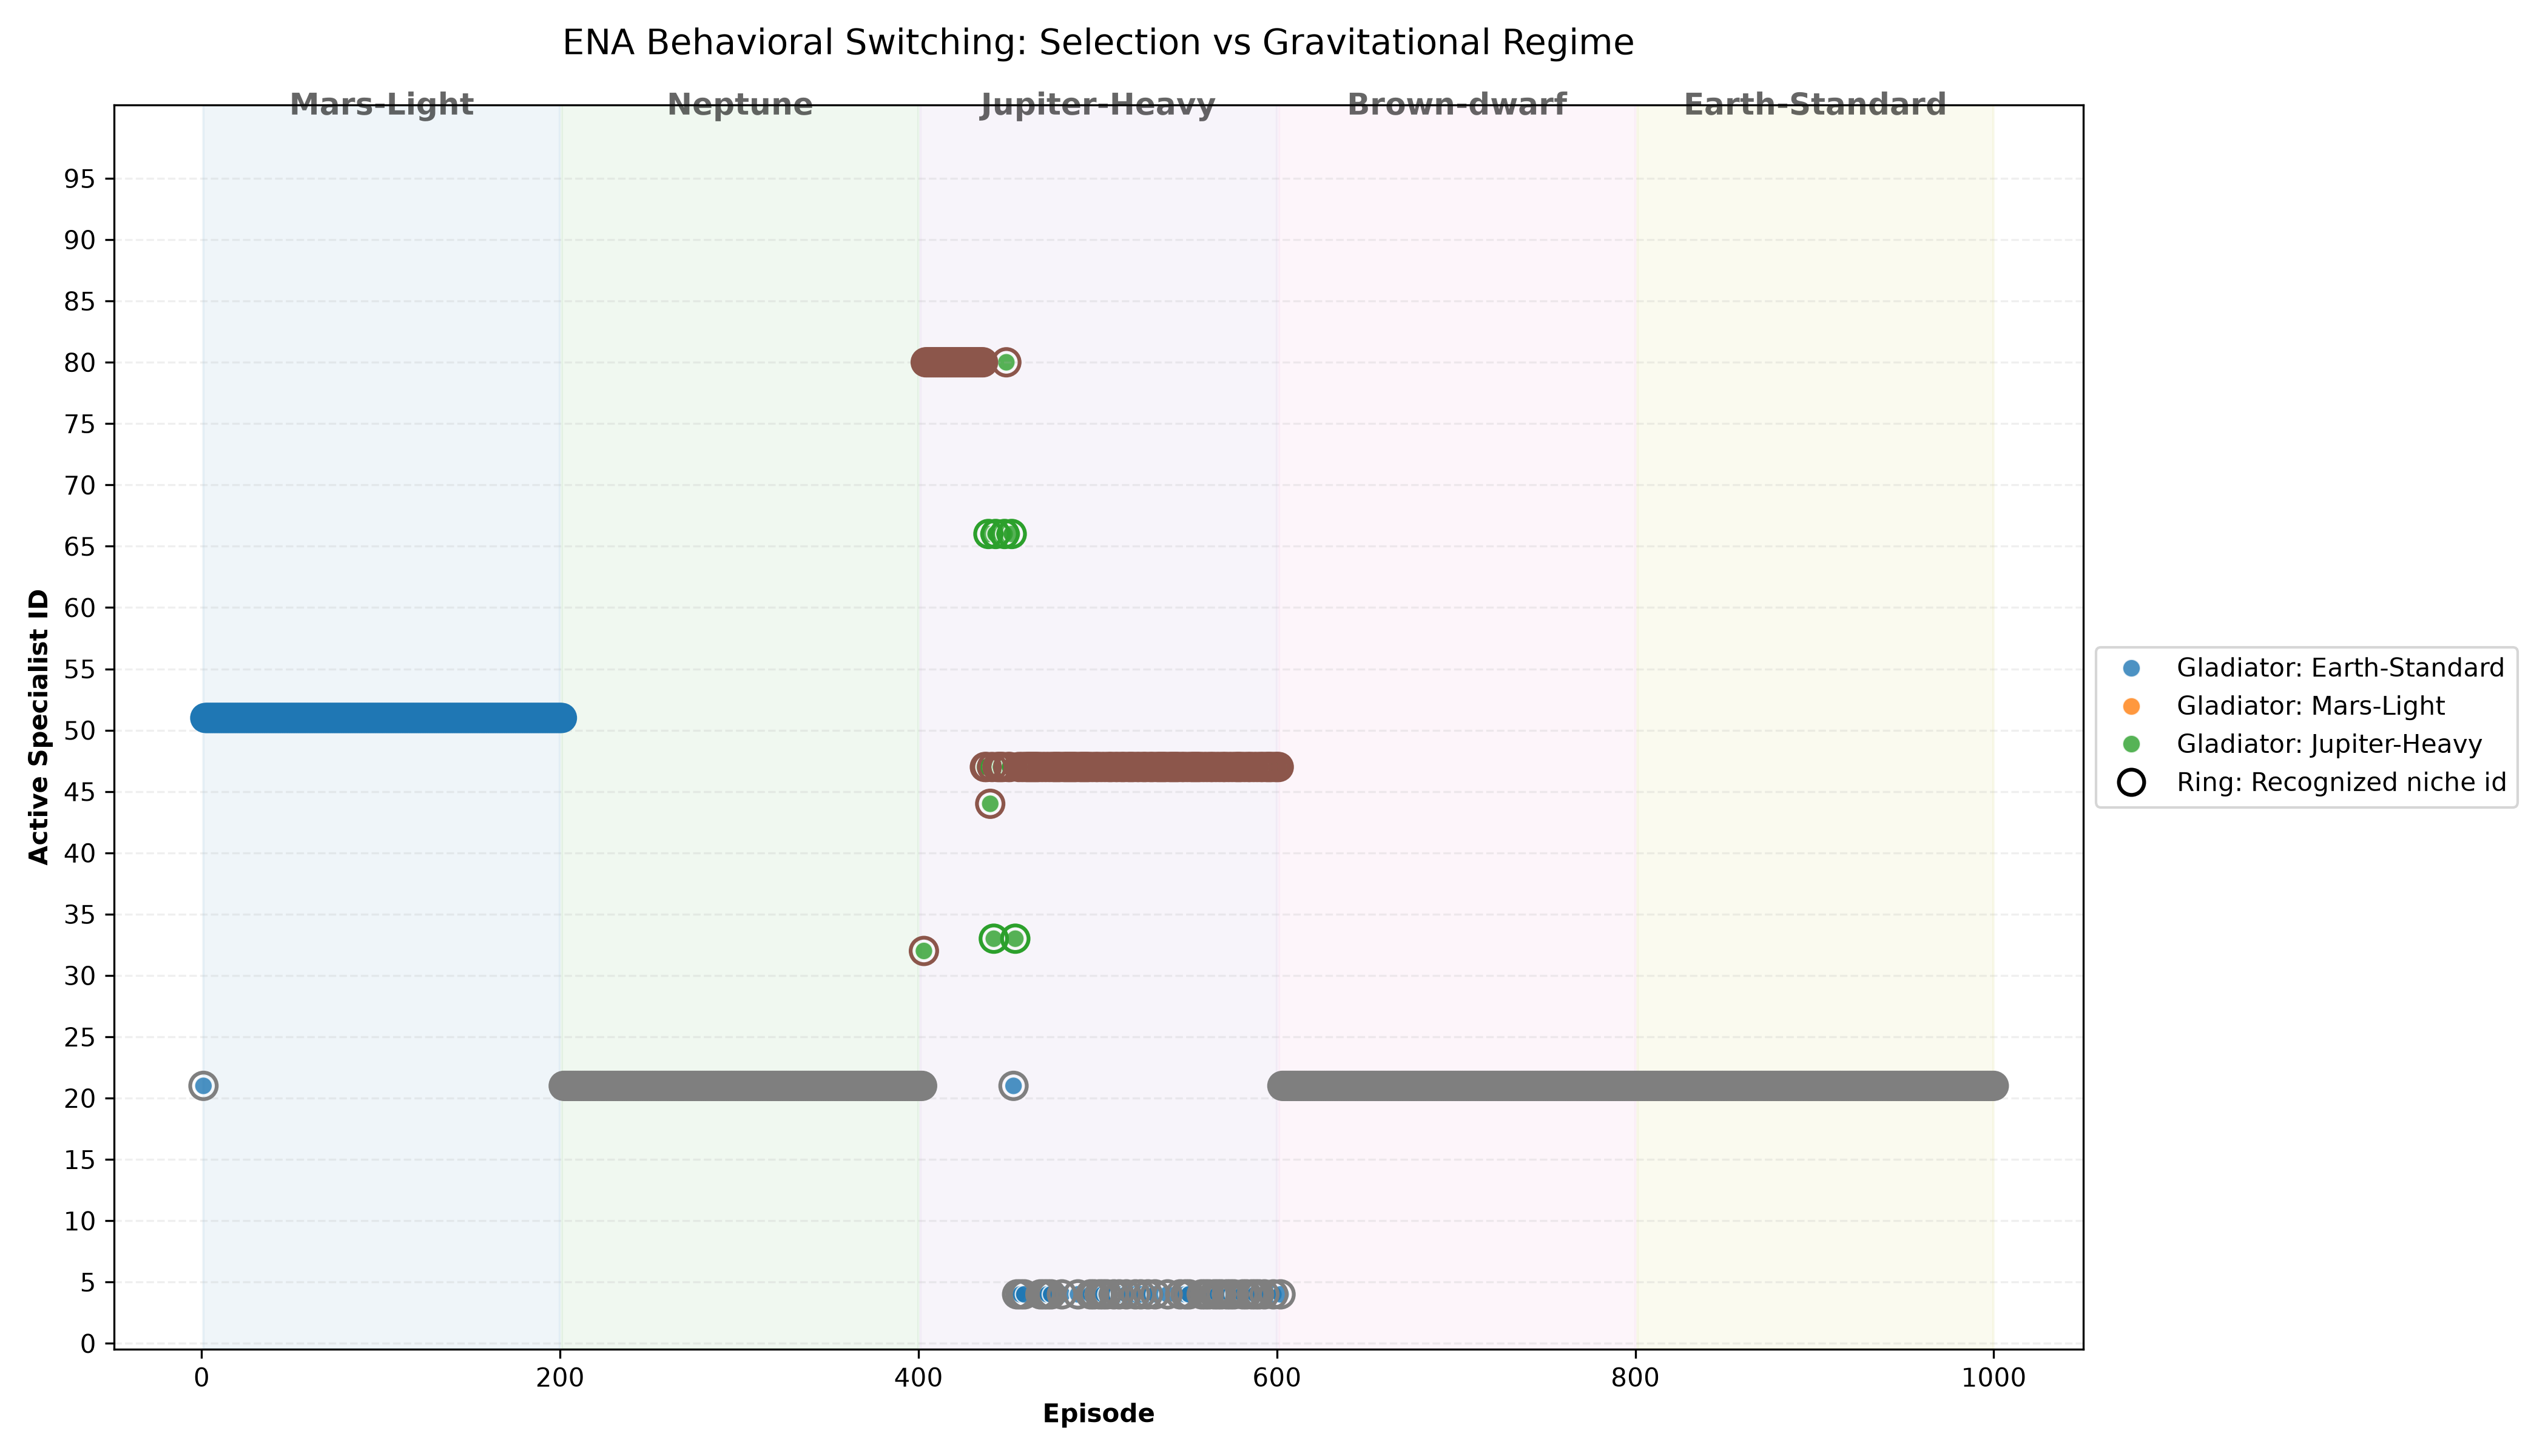 ENA Behavioral Switching: Selection vs Gravitational Regime
Mars-Light Neptune Jupiter-Heavy Brown-dwarf Earth-Standard
95
90
85
80
75
70
65
60
55
50
45
40
35
30
25
20
15
10
5
0
Active Specialist ID
Gladiator: Earth-Standard
Gladiator: Mars-Light
Gladiator: Jupiter-Heavy
Ring: Recognized niche id
0 200 400 600 800 1000
Episode